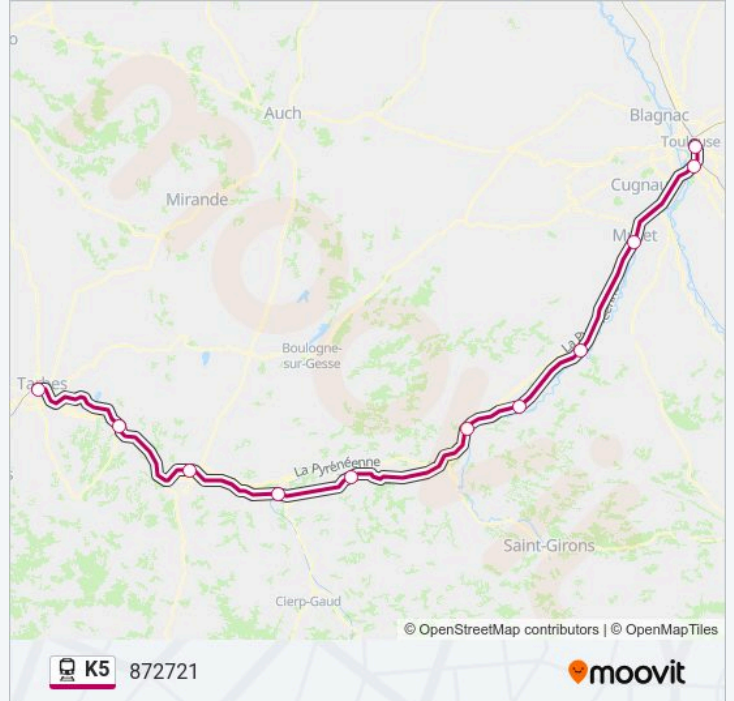 Auch
Blagnac
Toulouse
Mirande
Cugnau
Muret
Boulogne-
sur-Gesse
Tarbes
La Pyrénéenne
Saint-Girons
Cierp-Gaud
© OpenStreetMap contributors | © OpenMapTiles
K5 872721
moovit